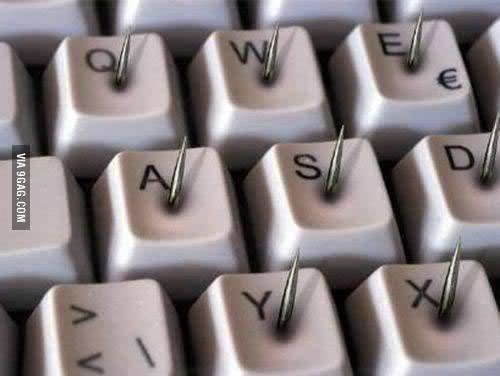 Q W E €
A S D
> < | Y X
VIA 9GAG.COM